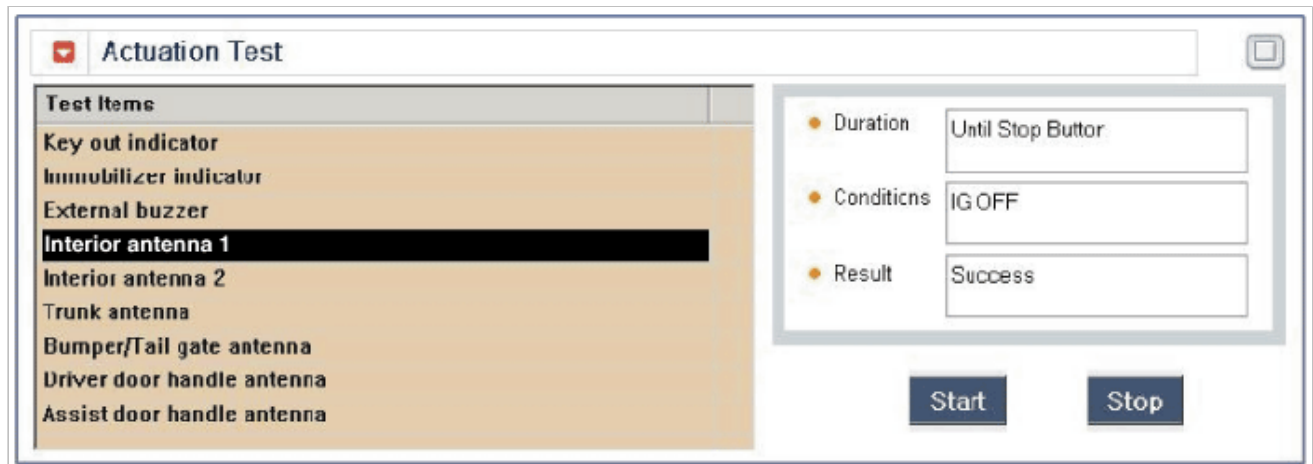 Actuation Test
Test Items
Key out indicator
Immobilizer indicator
External buzzer
Interior antenna 1
Interior antenna 2
Trunk antenna
Bumper/Tail gate antenna
Driver door handle antenna
Assist door handle antenna
Duration
Until Stop Buttor
Conditions
IG OFF
Result
Success
Start
Stop